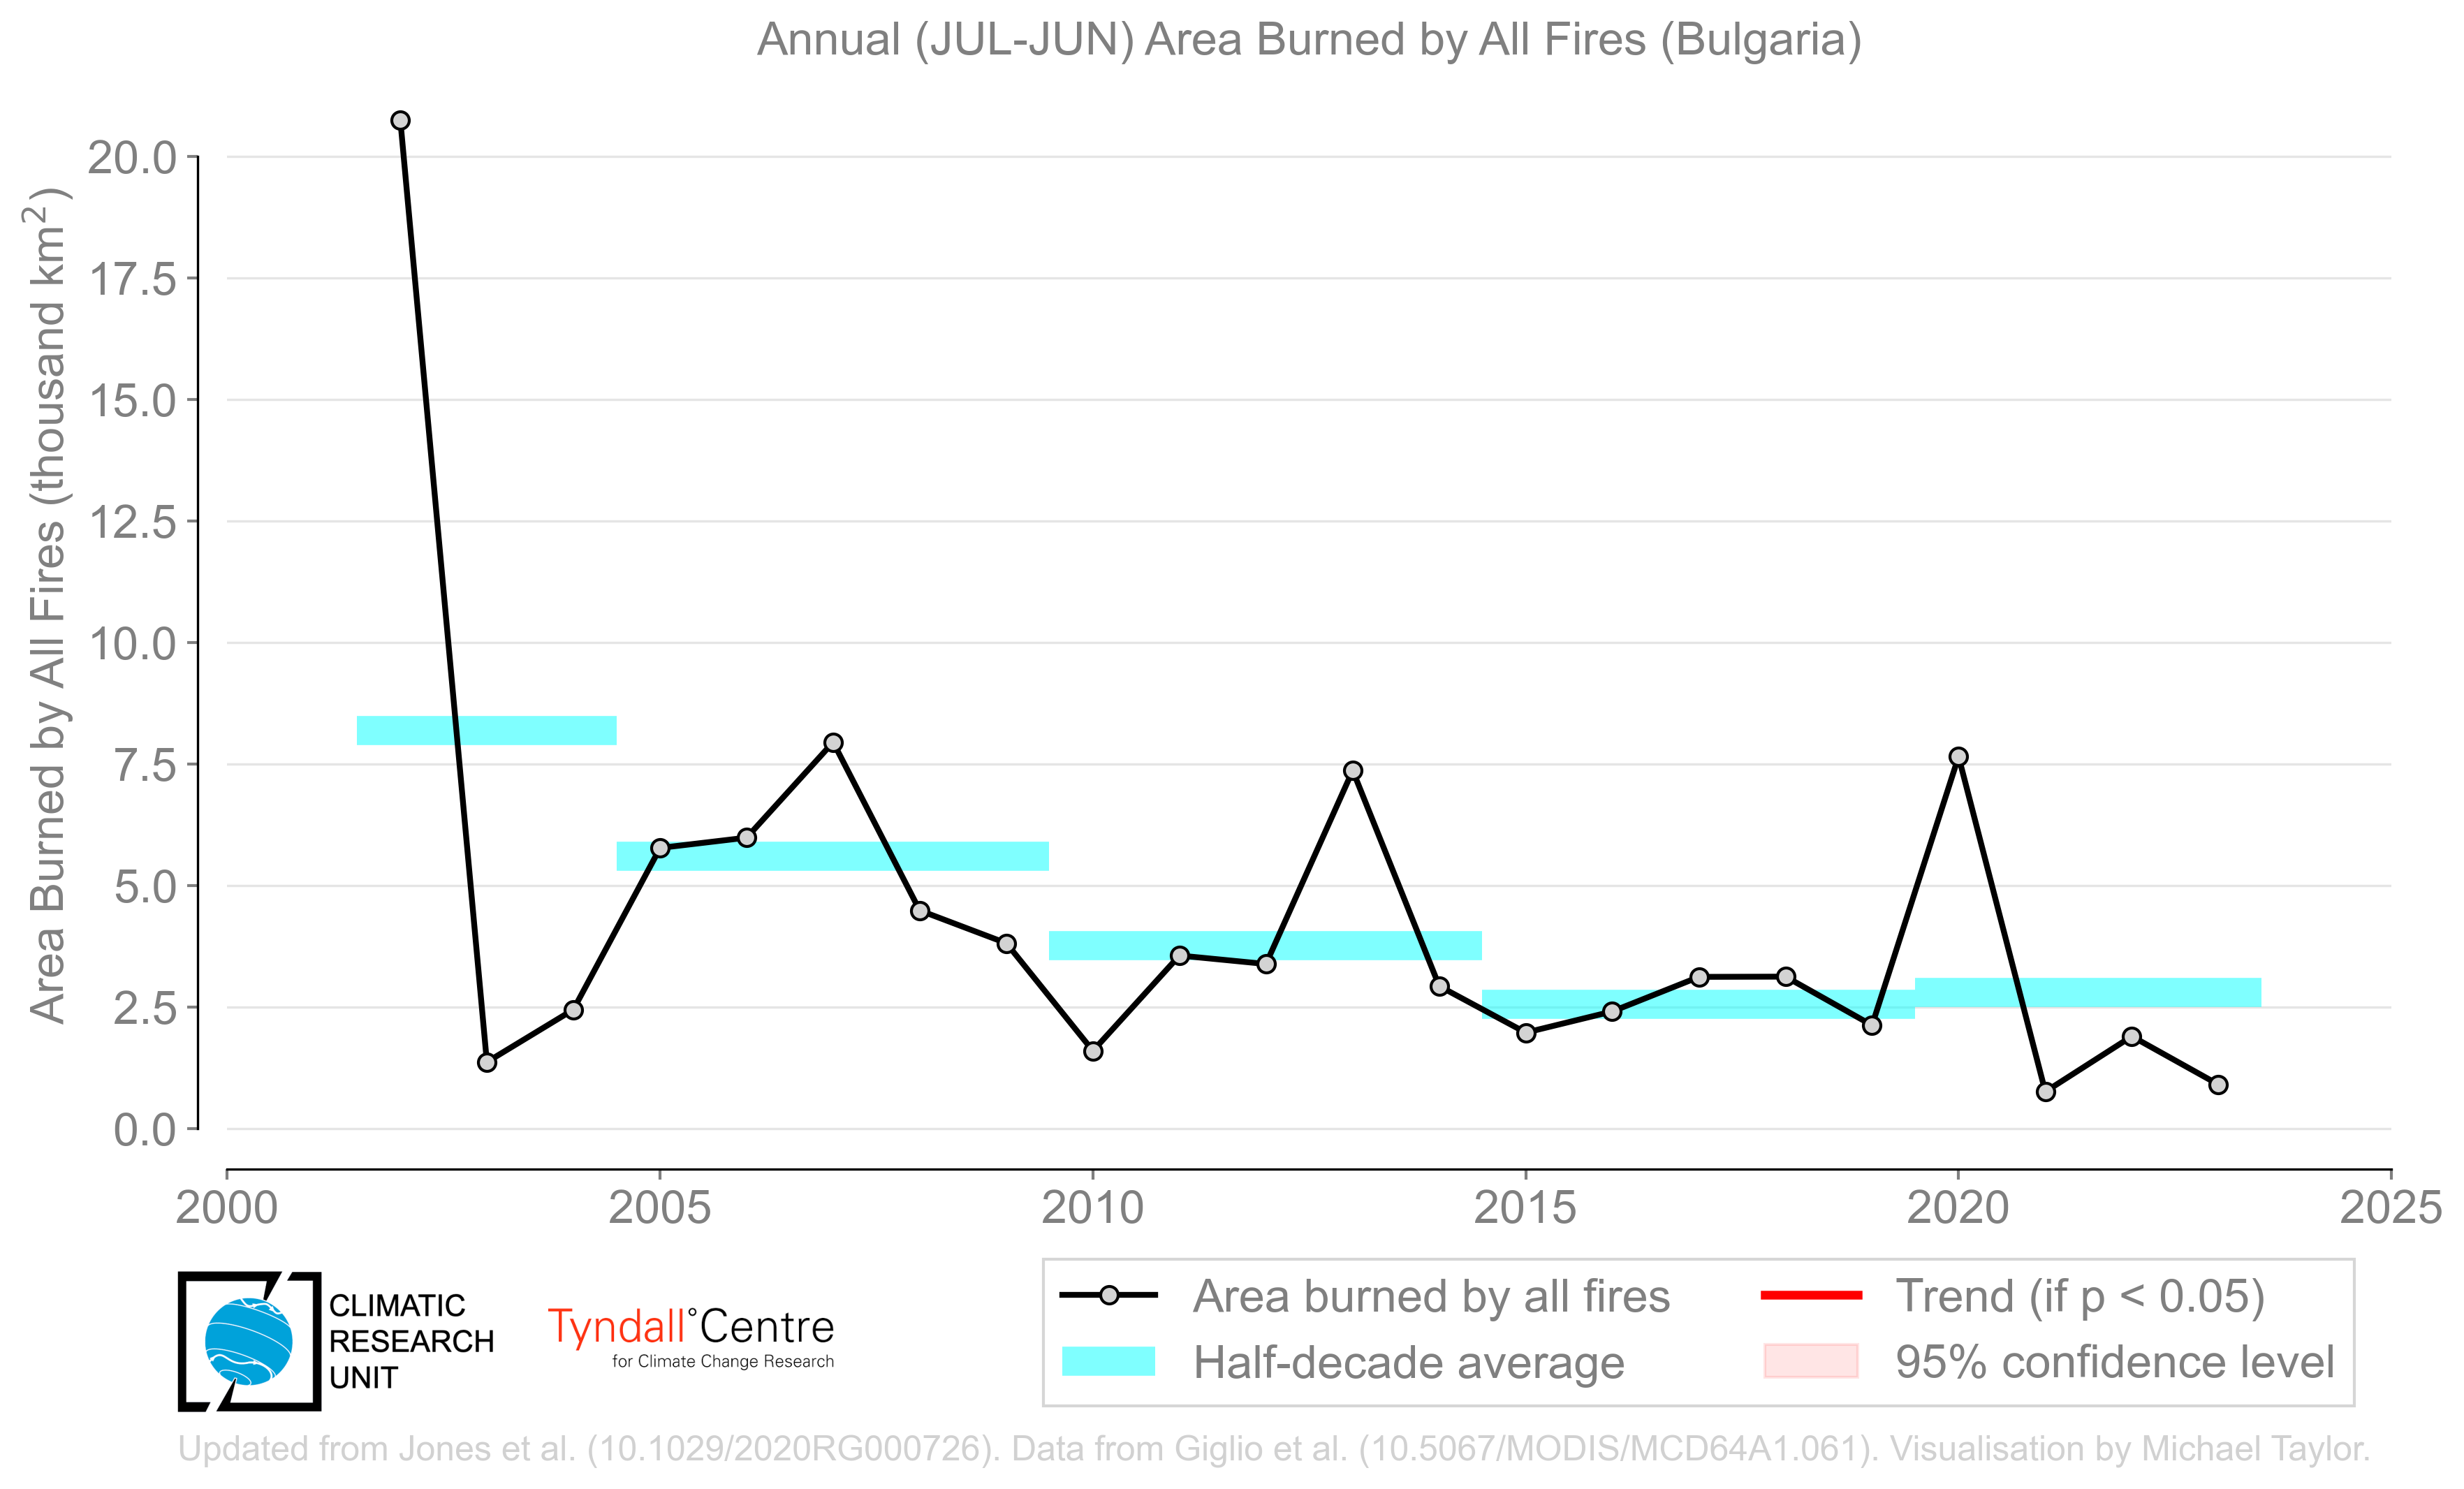 Annual (JUL-JUN) Area Burned by All Fires (Bulgaria)
Area Burned by All Fires (thousand km²)
20.0
17.5
15.0
12.5
10.0
7.5
5.0
2.5
0.0
2000 2005 2010 2015 2020 2025
CLIMATIC
RESEARCH
UNIT
Tyndall°Centre
for Climate Change Research
Area burned by all fires
Half-decade average
Trend (if p < 0.05)
95% confidence level
Updated from Jones et al. (10.1029/2020RG000726). Data from Giglio et al. (10.5067/MODIS/MCD64A1.061). Visualisation by Michael Taylor.